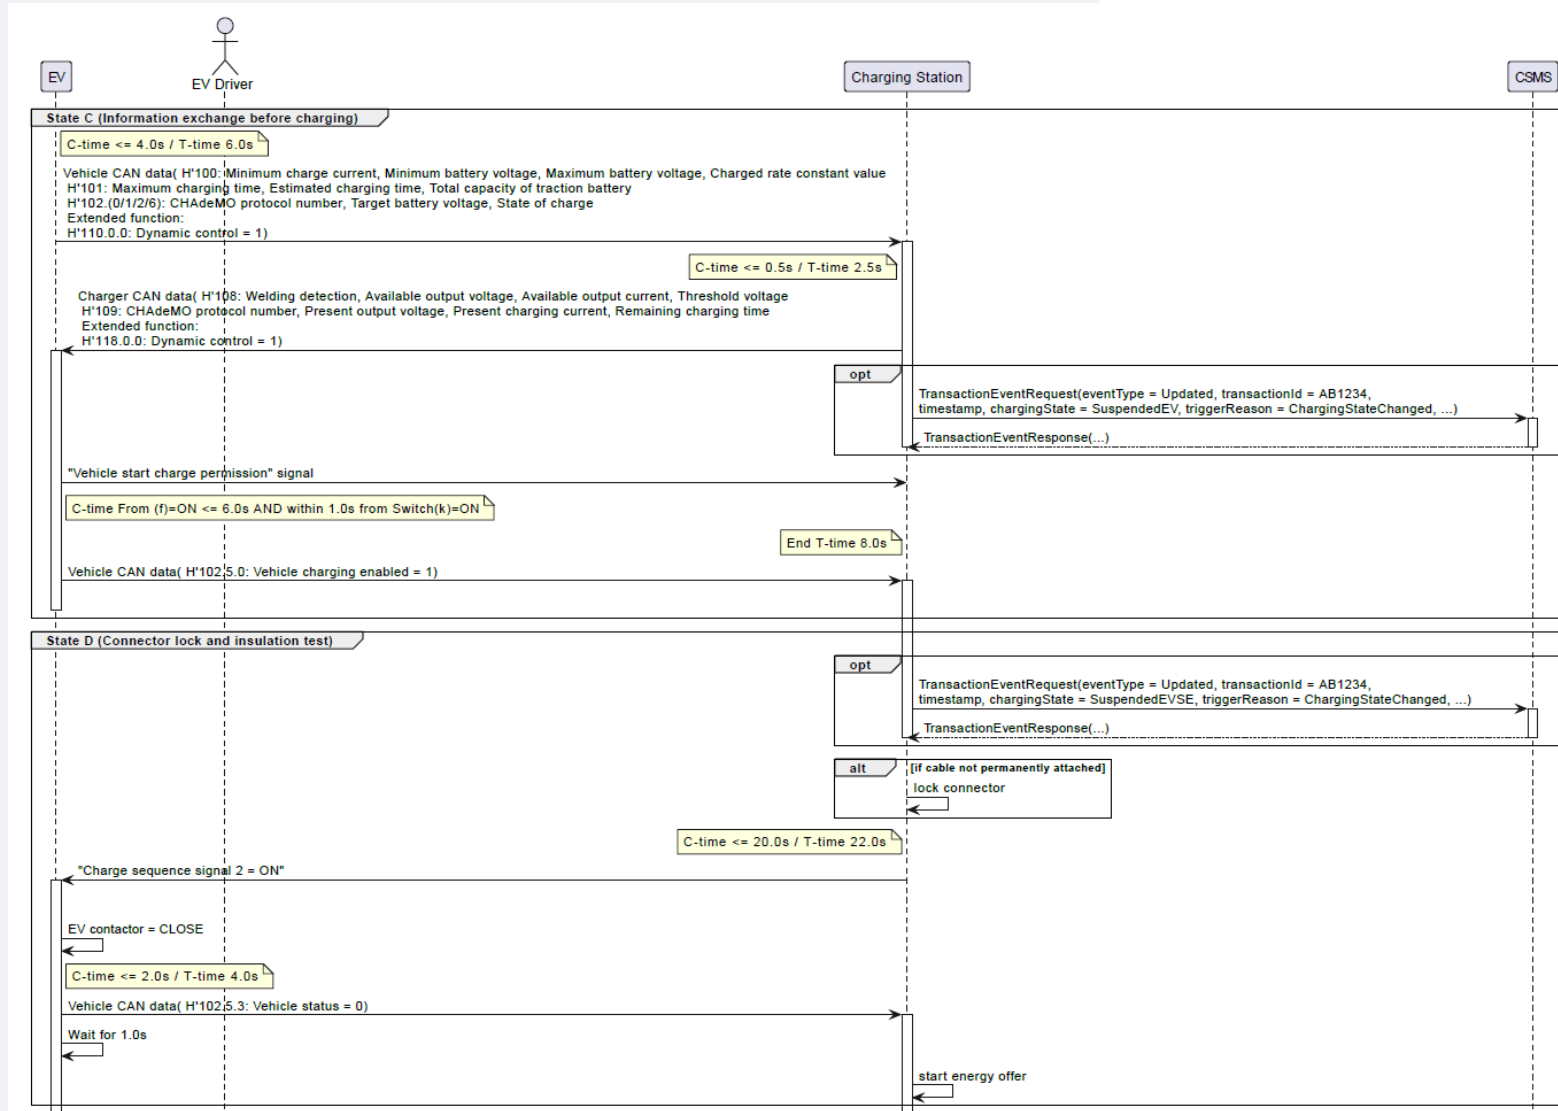 EV
EV Driver
Charging Station
CSMS
State C (Information exchange before charging)
C-time <= 4.0s / T-time 6.0s
Vehicle CAN data( H'100: Minimum charge current, Minimum battery voltage, Maximum battery voltage, Charged rate constant value
H'101: Maximum charging time, Estimated charging time, Total capacity of traction battery
H'102.(0/1/2/6): CHAdeMO protocol number, Target battery voltage, State of charge
Extended function:
H'110.0.0: Dynamic control = 1)
C-time <= 0.5s / T-time 2.5s
Charger CAN data( H'108: Welding detection, Available output voltage, Available output current, Threshold voltage
H'109: CHAdeMO protocol number, Present output voltage, Present charging current, Remaining charging time
Extended function:
H'118.0.0: Dynamic control = 1)
opt
TransactionEventRequest(eventType = Updated, transactionId = AB1234,
timestamp, chargingState = SuspendedEV, triggerReason = ChargingStateChanged, ...)
TransactionEventResponse(...)
"Vehicle start charge permission" signal
C-time From (f)=ON <= 6.0s AND within 1.0s from Switch(k)=ON
End T-time 8.0s
Vehicle CAN data( H'102.5.0: Vehicle charging enabled = 1)
State D (Connector lock and insulation test)
opt
TransactionEventRequest(eventType = Updated, transactionId = AB1234,
timestamp, chargingState = SuspendedEVSE, triggerReason = ChargingStateChanged, ...)
TransactionEventResponse(...)
alt [if cable not permanently attached]
lock connector
C-time <= 20.0s / T-time 22.0s
"Charge sequence signal 2 = ON"
EV contactor = CLOSE
C-time <= 2.0s / T-time 4.0s
Vehicle CAN data( H'102.5.3: Vehicle status = 0)
Wait for 1.0s
start energy offer